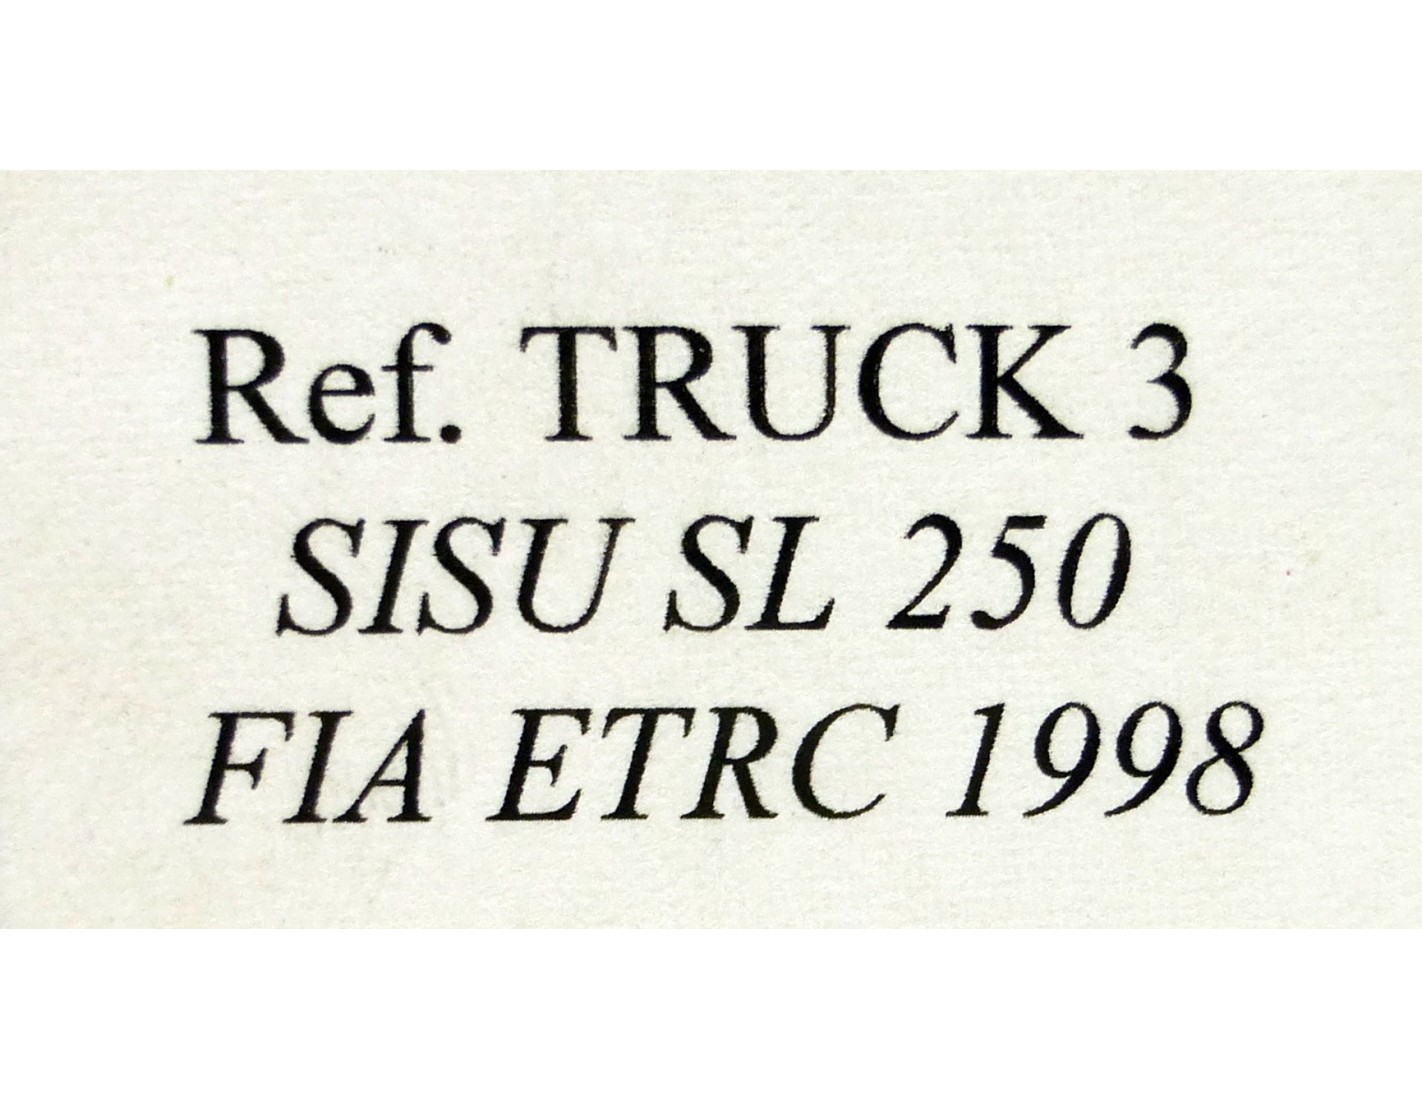 Ref. TRUCK 3
SISU SL 250
FIA ETRC 1998